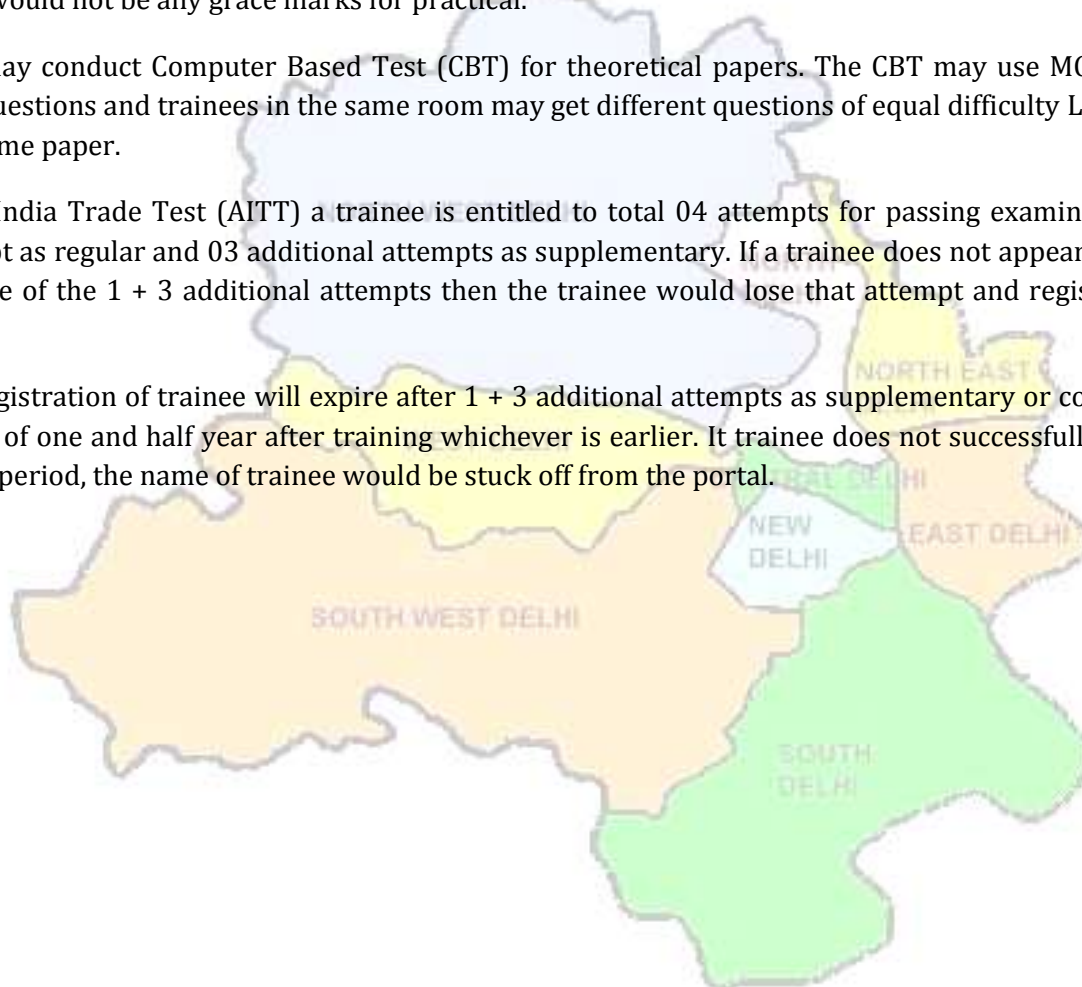 would not be any grace marks for practical.
ay conduct Computer Based Test (CBT) for theoretical papers. The CBT may use
uestions and trainees in the same room may get different questions of equal difficulty
me paper.
India Trade Test (AITT) a trainee is entitled to total 04 attempts for passing
as regular and 03 additional attempts as supplementary. If a trainee does not appear
of the 1 + 3 additional attempts then the trainee would lose that attempt and
gistration of trainee will expire after 1 + 3 additional attempts as supplementary or
of one and half year after training whichever is earlier. It trainee does not
period, the name of trainee would be stuck off from the portal.
NORTH EAST
NEW
DELHI
EAST DELHI
SOUTH WEST DELHI
SOUTH
DELHI